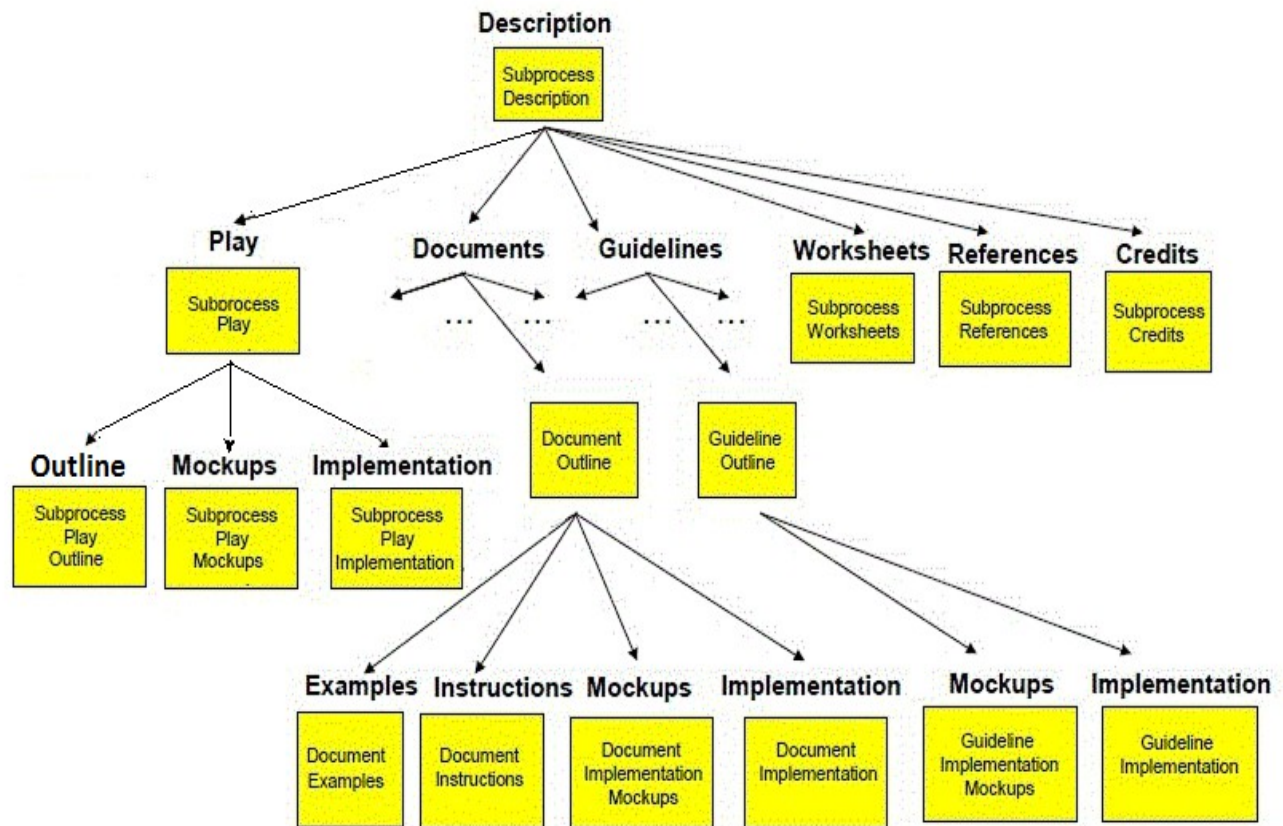 Description
Subprocess
Description
Play
Documents
Guidelines
Worksheets
References
Credits
Subprocess
Play
Subprocess
Worksheets
Subprocess
References
Subprocess
Credits
...
...
...
...
Document
Outline
Guideline
Outline
Outline
Mockups
Implementation
Subprocess
Play
Outline
Subprocess
Play
Mockups
Subprocess
Play
Implementation
Examples
Instructions
Mockups
Implementation
Mockups
Implementation
Document
Examples
Document
Instructions
Document
Implementation
Mockups
Document
Implementation
Guideline
Implementation
Mockups
Guideline
Implementation